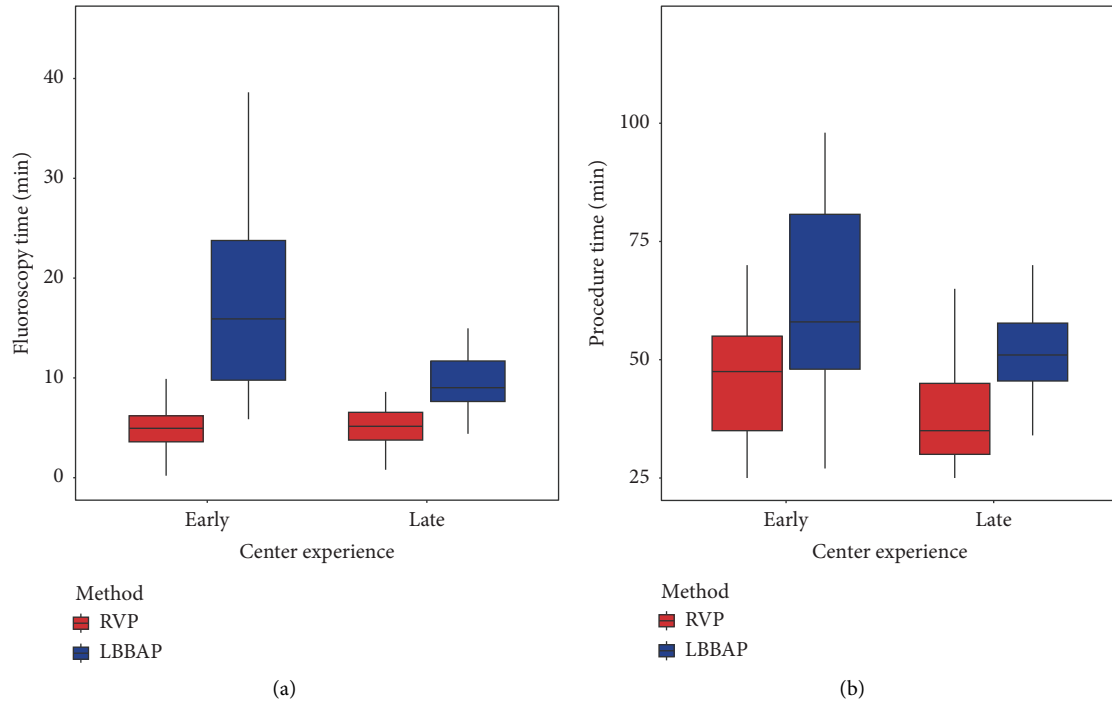 Fluoroscopy time (min)
40
30
20
10
0
Early
Late
Center experience
Method
RVP
LBBAP
(a)
Procedure time (min)
100
75
50
25
Early
Late
Center experience
Method
RVP
LBBAP
(b)